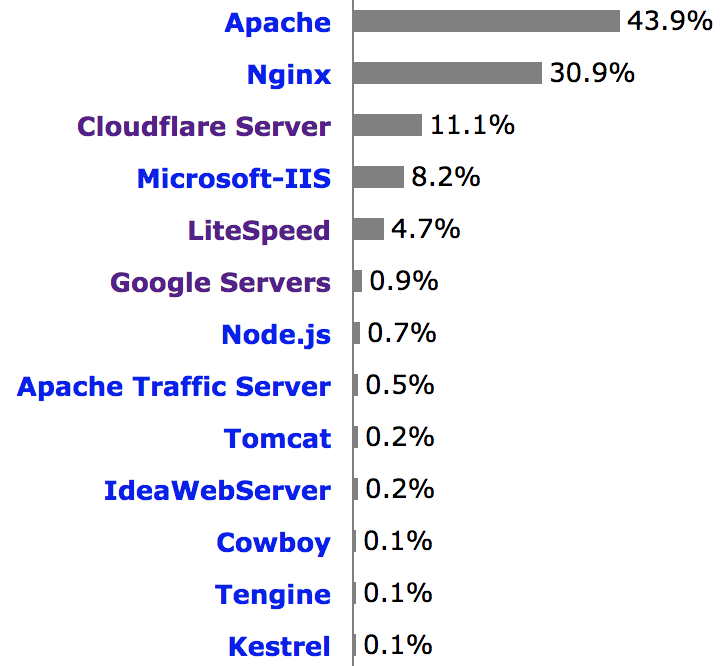 Apache 43.9%
Nginx 30.9%
Cloudflare Server 11.1%
Microsoft-IIS 8.2%
LiteSpeed 4.7%
Google Servers 0.9%
Node.js 0.7%
Apache Traffic Server 0.5%
Tomcat 0.2%
IdeaWebServer 0.2%
Cowboy 0.1%
Tengine 0.1%
Kestrel 0.1%